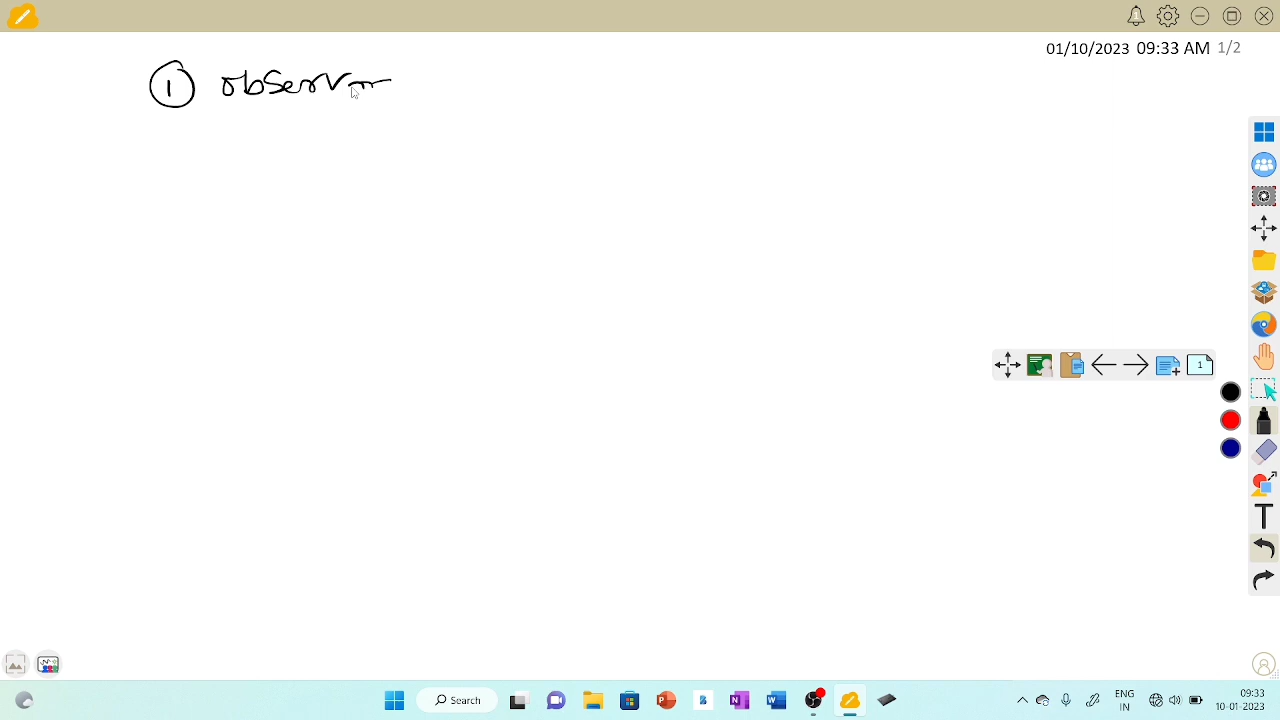 01/10/2023 09:33 AM 1/2
① observ
1
Search
ENG
IN
09:33
10-01-2023